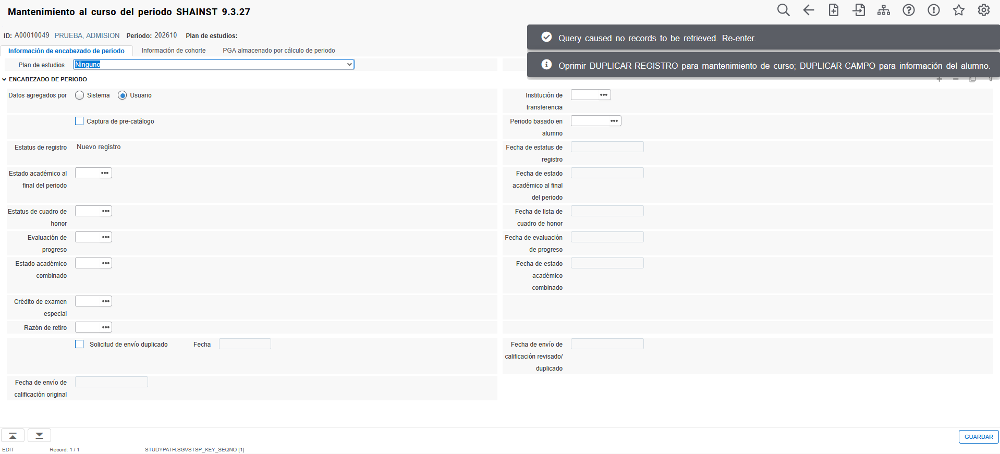 Mantenimiento al curso del periodo SHAINST 9.3.27
Query caused no records to be retrieved. Re-enter.
ID: A00010049 PRUEBA, ADMISION Periodo: 202610 Plan de estudios:
Información de encabezado de periodo Información de cohorte PGA almacenado por cálculo de periodo
Oprimir DUPLICAR-REGISTRO para mantenimiento de curso; DUPLICAR-CAMPO para información del alumno.
Plan de estudios Ninguno
ENCABEZADO DE PERIODO
Datos agregados por Sistema Usuario
Institución de
transferencia
Captura de pre-catálogo
Periodo basado en
alumno
Estatus de registro Nuevo registro
Fecha de estatus de
registro
Estado académico al
final del periodo
Fecha de estado
académico al final
del periodo
Estatus de cuadro de
honor
Fecha de lista de
cuadro de honor
Evaluación de
progreso
Fecha de evaluación
de progreso
Estado académico
combinado
Fecha de estado
académico
combinado
Crédito de examen
especial
Razón de retiro
Solicitud de envío duplicado Fecha
Fecha de envío de
calificación revisado/
duplicado
Fecha de envío de
calificación original
GUARDAR
EDIT Record: 1 / 1 STUDYPATH.SGVSTSP_KEY_SEQNO [1]